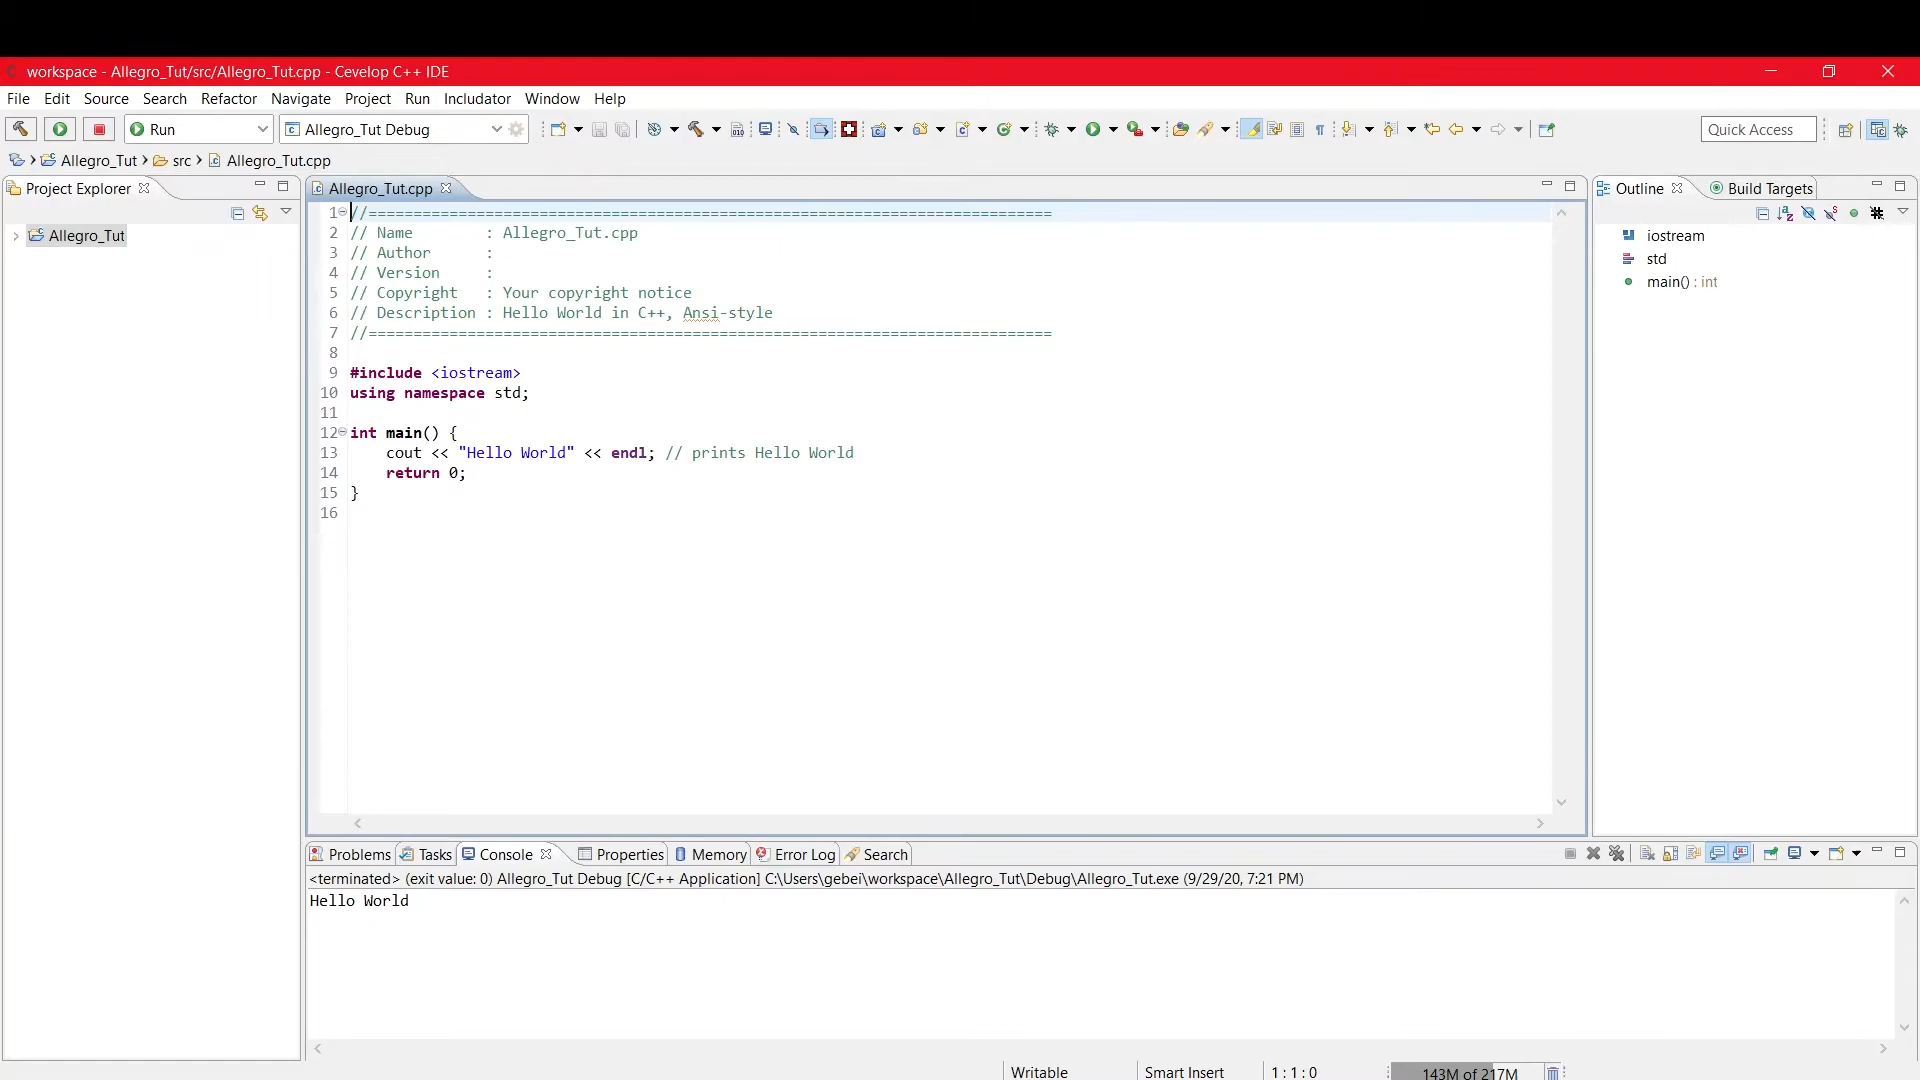 workspace - Allegro_Tut/src/Allegro_Tut.cpp - Cevelop C++ IDE
File Edit Source Search Refactor Navigate Project Run Includator Window Help
Run Allegro_Tut Debug Quick Access
Allegro_Tut src Allegro_Tut.cpp
Project Explorer
Allegro_Tut
Allegro_Tut.cpp
1 //============================================================================
2 // Name        : Allegro_Tut.cpp
3 // Author      :
4 // Version     :
5 // Copyright   : Your copyright notice
6 // Description : Hello World in C++, Ansi-style
7 //============================================================================
8
9 #include <iostream>
10 using namespace std;
11
12 int main() {
13     cout << "Hello World" << endl; // prints Hello World
14     return 0;
15 }
16
Outline Build Targets
iostream
std
main() : int
Problems Tasks Console Properties Memory Error Log Search
<terminated> (exit value: 0) Allegro_Tut Debug [C/C++ Application] C:\Users\gebei\workspace\Allegro_Tut\Debug\Allegro_Tut.exe (9/29/20, 7:21 PM)
Hello World
Writable Smart Insert 1 : 1 : 0 143M of 217M